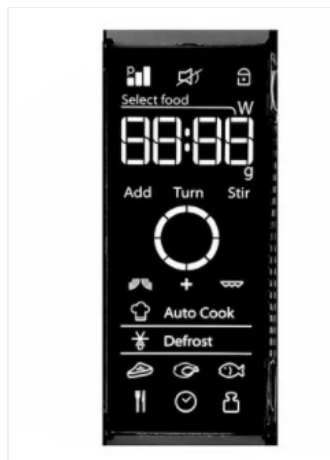 P
Select food
W
88:88
g
Add Turn Stir
+
Auto Cook
Defrost